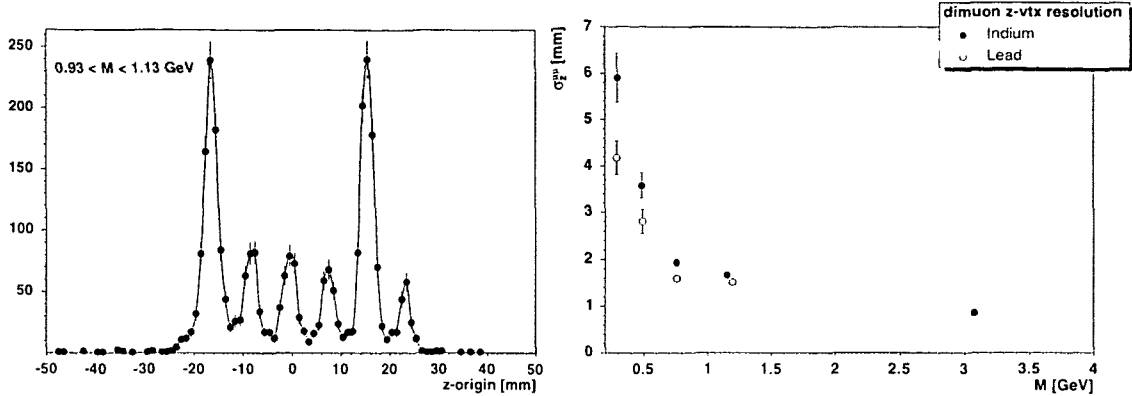 250
200
150
100
50
0.93 < M < 1.13 GeV
-50 -40 -30 -20 -10 0 10 20 30 40 50
z-origin [mm]
dimuon z-vtx resolution
Indium
Lead
σzμμ [mm]
7
6
5
4
3
2
1
0
0.5 1 1.5 2 2.5 3 3.5 4
M [GeV]